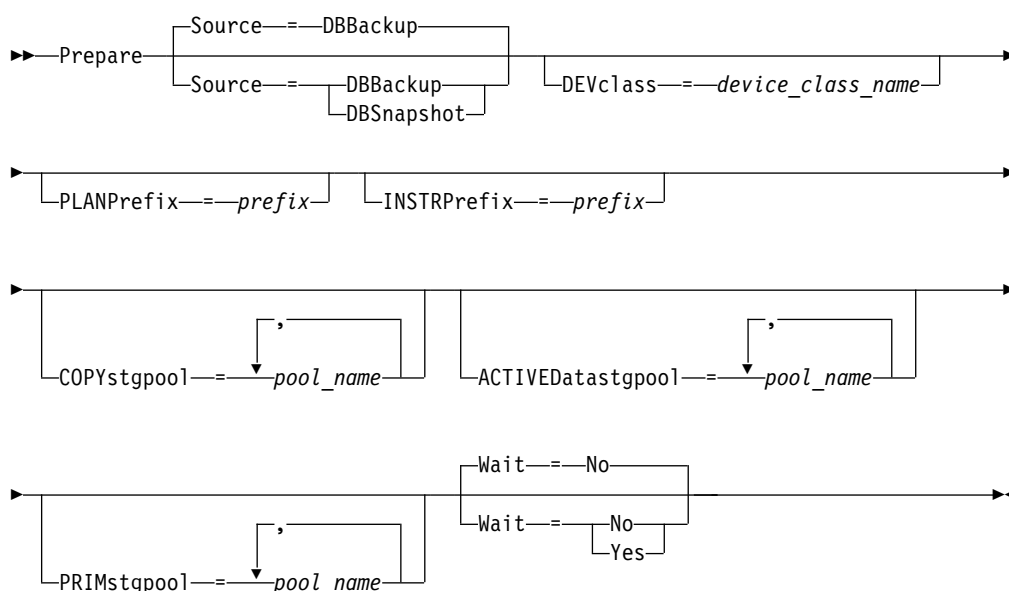 Source = DBBackup
Prepare
Source = DBBackup
DBSnapshot
DEVclass = device_class_name
PLANPrefix = prefix
INSTRPrefix = prefix
,
COPYstgpool = pool_name
,
ACTIVEDatastgpool = pool_name
,
PRIMstgpool = pool_name
Wait = No
Wait = No
Yes